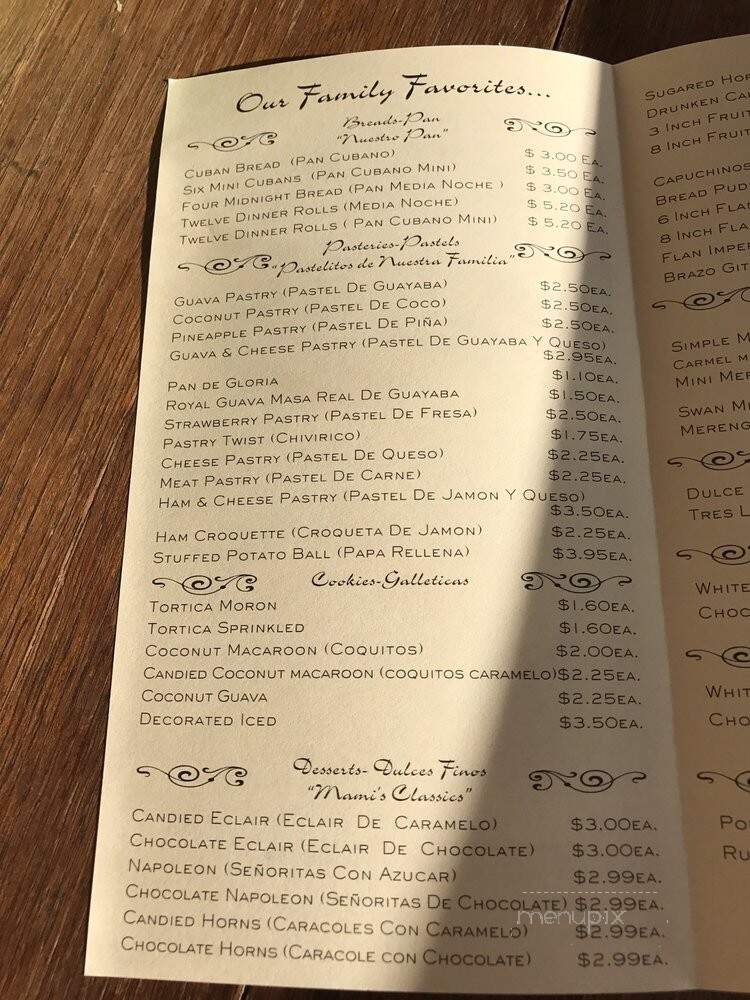 Our Family Favorites...
Breads-Pan
"Nuestro Pan"
Cuban Bread (Pan Cubano) $ 3.00 Ea.
Six Mini Cubans (Pan Cubano Mini) $ 3.50 Ea.
Four Midnight Bread (Pan Media Noche ) $ 3.00 Ea.
Twelve Dinner Rolls (Media Noche) $ 5.20 Ea.
Twelve Dinner Rolls ( Pan Cubano Mini) $ 5.20 Ea.
Pasteries-Pastels
"Pastelitos de Nuestra Familia"
Guava Pastry (Pastel De Guayaba) $2.50ea.
Coconut Pastry (Pastel De Coco) $2.50ea.
Pineapple Pastry (Pastel De Piña) $2.50ea.
Guava & Cheese Pastry (Pastel De Guayaba Y Queso)
$2.95ea.
Pan de Gloria $1.10ea.
Royal Guava Masa Real De Guayaba $1.50ea.
Strawberry Pastry (Pastel De Fresa) $2.50ea.
Pastry Twist (Chivirico) $1.75ea.
Cheese Pastry (Pastel De Queso) $2.25ea.
Meat Pastry (Pastel De Carne) $2.25ea.
Ham & Cheese Pastry (Pastel De Jamon Y Queso)
$3.50ea.
Ham Croquette (Croqueta De Jamon) $2.25ea.
Stuffed Potato Ball (Papa Rellena) $3.95ea.
Cookies-Galleticas
Tortica Moron $1.60ea.
Tortica Sprinkled $1.60ea.
Coconut Macaroon (Coquitos) $2.00ea.
Candied Coconut macaroon (coquitos caramelo)$2.25ea.
Coconut Guava $2.25ea.
Decorated Iced $3.50ea.
Desserts- Dulces Finos
"Mami's Classics"
Candied Eclair (Eclair De Caramelo) $3.00ea.
Chocolate Eclair (Eclair De Chocolate) $3.00ea.
Napoleon (Señoritas Con Azucar) $2.99ea.
Chocolate Napoleon (Señoritas De Chocolate) $2.99ea.
Candied Horns (Caracoles Con Caramelo) $2.99ea.
Chocolate Horns (Caracole con Chocolate) $2.99ea.
menupix
Sugared
Drunken
3 Inch
8 Inch
Capuchinos
Bread
6 Inch
8 Inch
Flan
Brazo
Simple
Carmel
Mini
Swan
Dulce
Tres